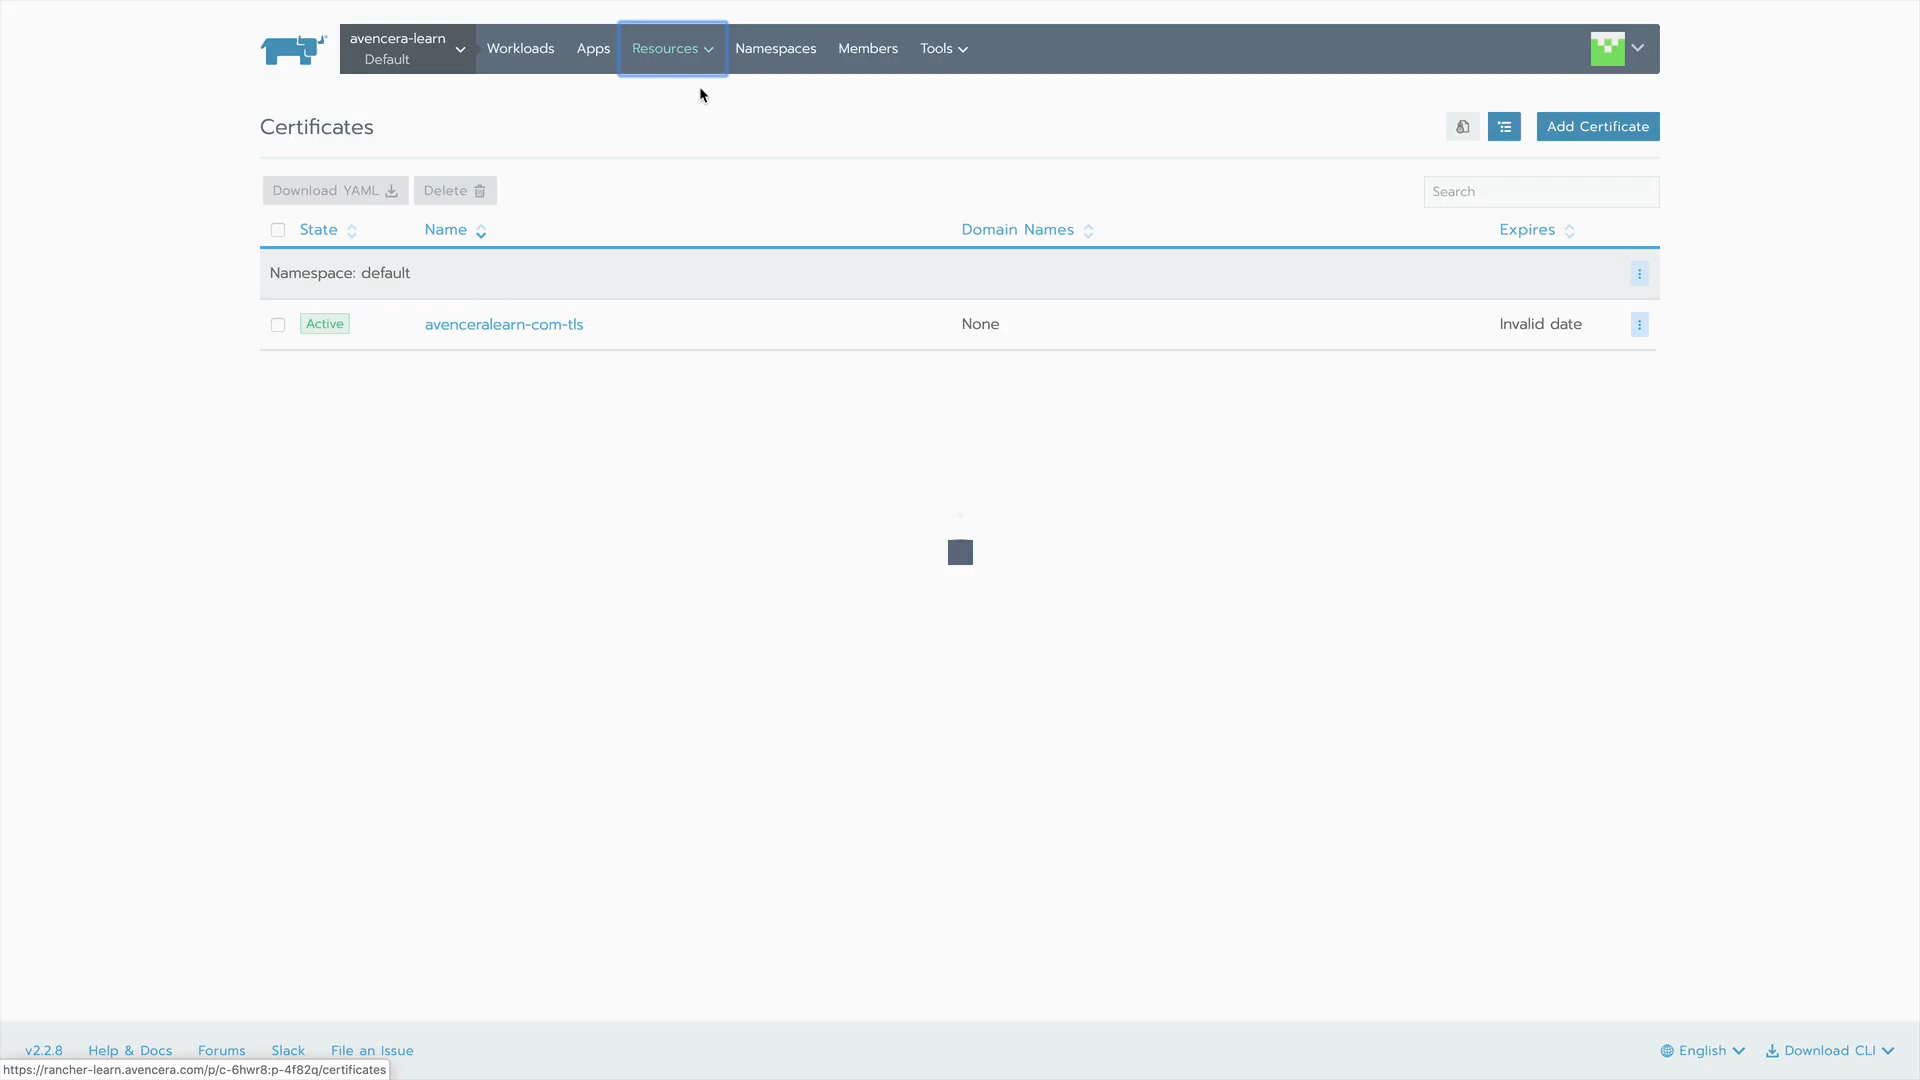 avencera-learn
Default
Workloads
Apps
Resources
Namespaces
Members
Tools
Certificates
Add Certificate
Download YAML
Delete
Search
State
Name
Domain Names
Expires
Namespace: default
Active
avenceralearn-com-tls
None
Invalid date
v2.2.8
Help & Docs
Forums
Slack
File an Issue
English
Download CLI
https://rancher-learn.avencera.com/p/c-6hwr8:p-4f82q/certificates